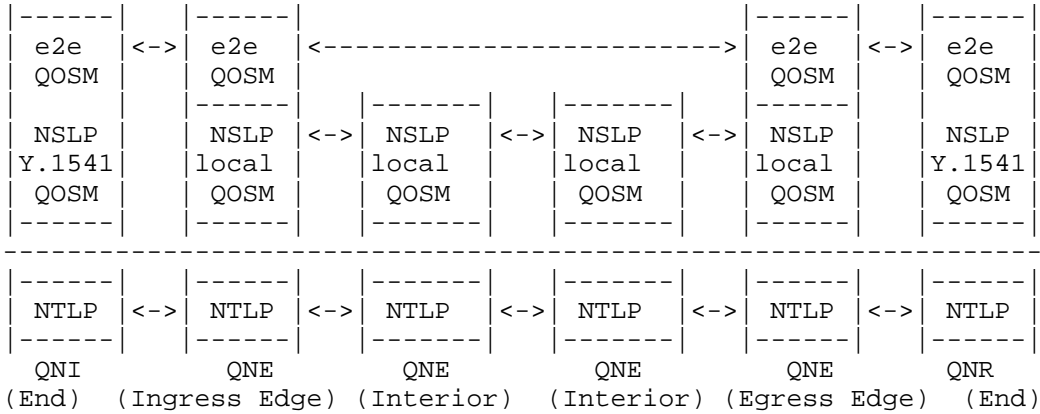 |------|   |------|                           |------|   |------|
| e2e  |<->| e2e  |<------------------------->| e2e  |<->| e2e  |
| QOSM |   | QOSM |                           | QOSM |   | QOSM |
|      |   |------|   |-------|   |-------|   |------|   |      |
| NSLP |   | NSLP |<->| NSLP  |<->| NSLP  |<->| NSLP |   | NSLP |
|Y.1541|   |local |   |local  |   |local  |   |local |   |Y.1541|
| QOSM |   | QOSM |   | QOSM  |   | QOSM  |   | QOSM |   | QOSM |
|------|   |------|   |-------|   |-------|   |------|   |------|
-----------------------------------------------------------------
|------|   |------|   |-------|   |-------|   |------|   |------|
| NTLP |<->| NTLP |<->| NTLP  |<->| NTLP  |<->| NTLP |<->| NTLP |
|------|   |------|   |-------|   |-------|   |------|   |------|
  QNI         QNE        QNE         QNE         QNE       QNR
(End)  (Ingress Edge) (Interior)  (Interior) (Egress Edge)  (End)